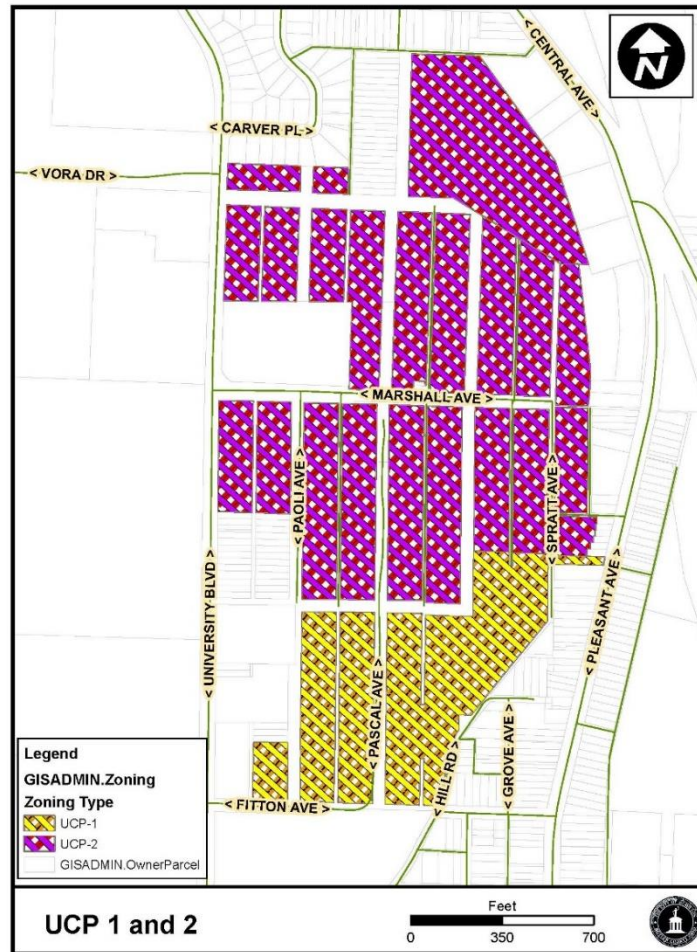 N
< CENTRAL AVE >
< CARVER PL >
< VORA DR >
< MARSHALL AVE >
< PAOLI AVE >
< SPRATT AVE >
< UNIVERSITY BLVD >
< PASCAL AVE >
< PLEASANT AVE >
< HILL RD >
< GROVE AVE >
< FITTON AVE >
Legend
GISADMIN.Zoning
Zoning Type
UCP-1
UCP-2
GISADMIN.OwnerParcel
UCP 1 and 2
Feet
0 350 700